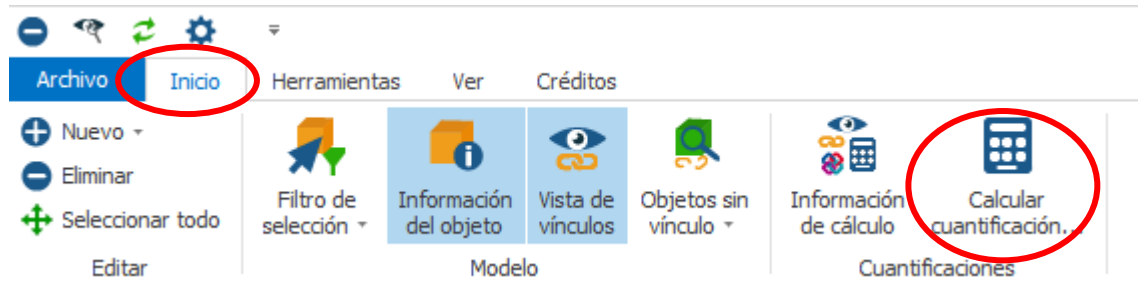 Archivo Inicio Herramientas Ver Créditos
Nuevo
Eliminar
Seleccionar todo
Editar
Filtro de
selección
Información
del objeto
Vista de
vínculos
Objetos sin
vínculo
Modelo
Información
de cálculo
Calcular
cuantificación...
Cuantificaciones